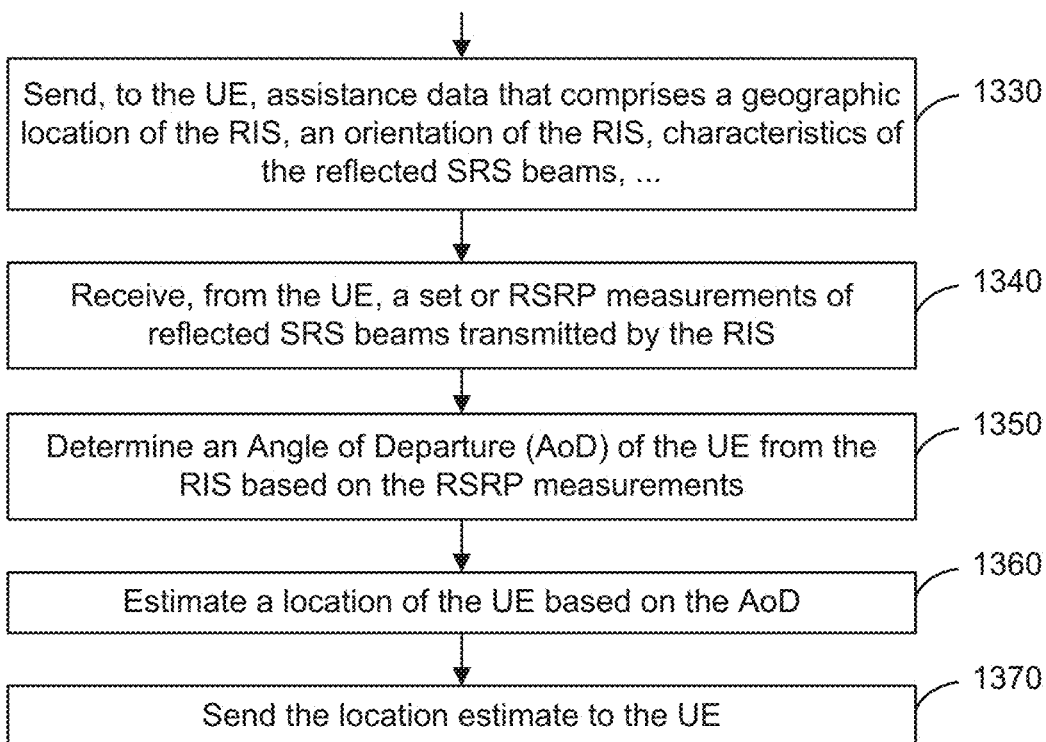 Send, to the UE, assistance data that comprises a geographic
location of the RIS, an orientation of the RIS, characteristics of
the reflected SRS beams, ...
1330
Receive, from the UE, a set or RSRP measurements of
reflected SRS beams transmitted by the RIS
1340
Determine an Angle of Departure (AoD) of the UE from the
RIS based on the RSRP measurements
1350
Estimate a location of the UE based on the AoD
1360
Send the location estimate to the UE
1370